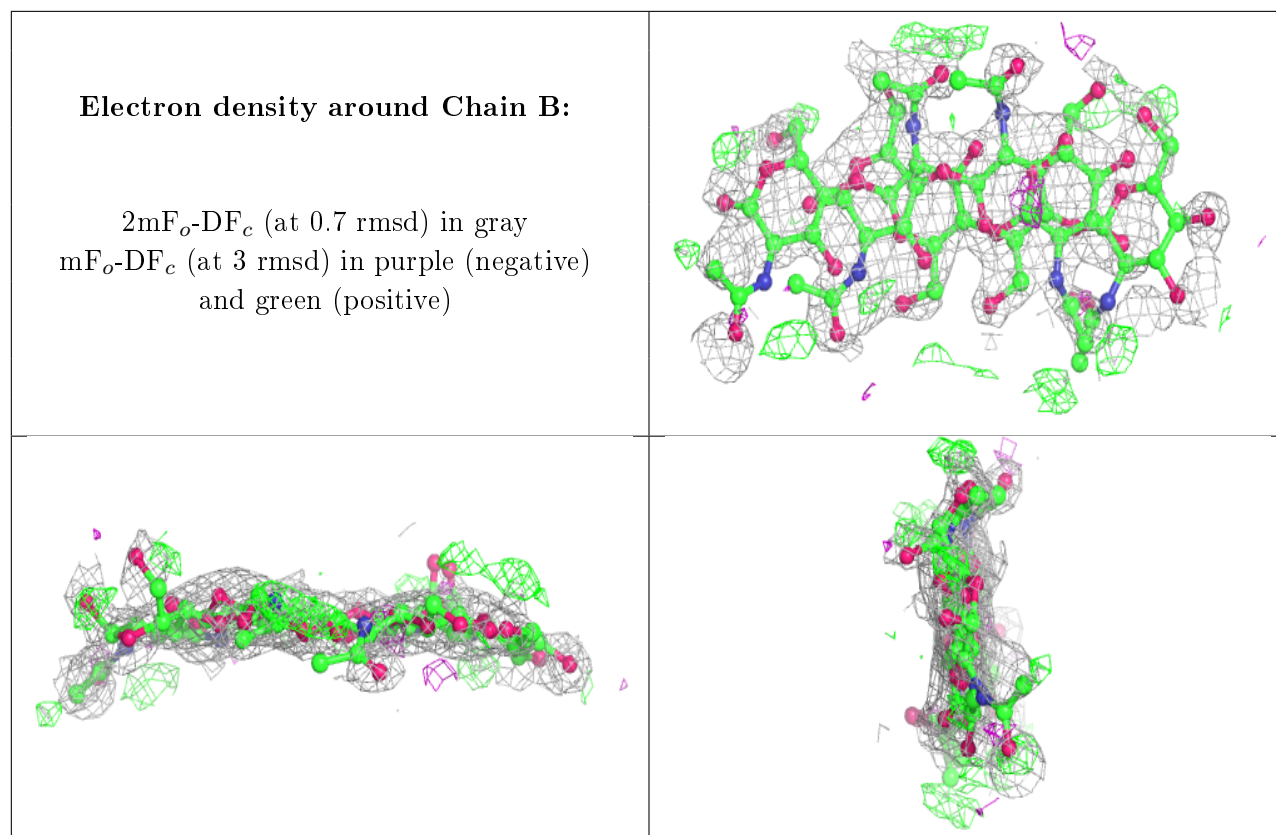 Electron density around Chain B:
2mFo-DFc (at 0.7 rmsd) in gray
mFo-DFc (at 3 rmsd) in purple (negative)
and green (positive)